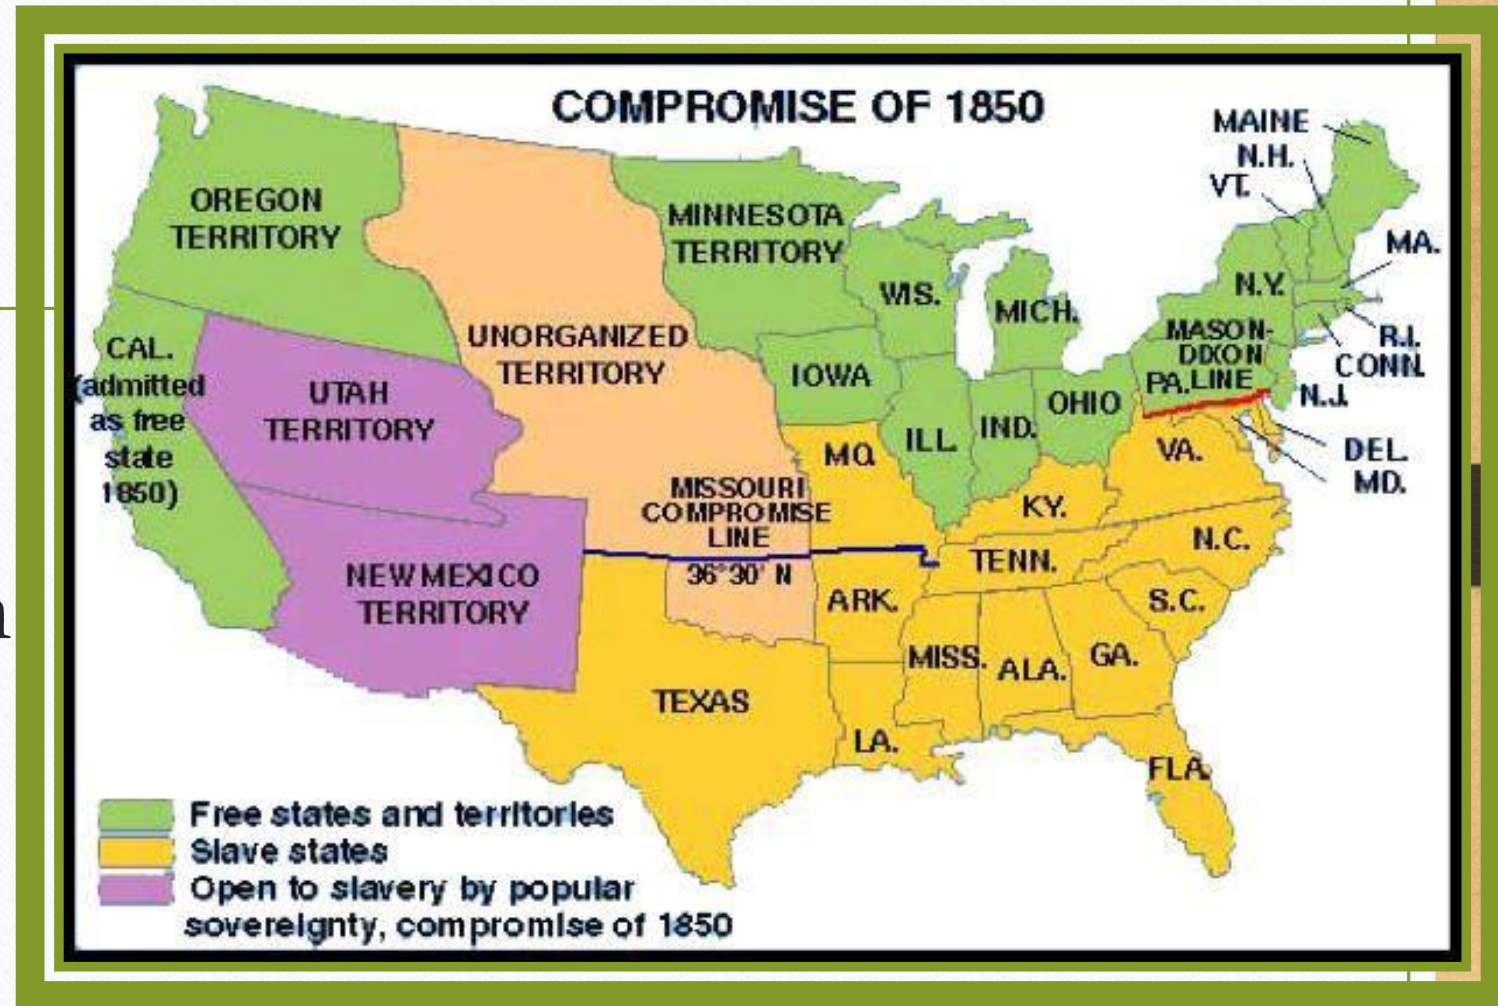 COMPROMISE OF 1850
MAINE
N.H.
VT.
MA.
N.Y.
R.I.
CONN.
N.J.
DEL.
MD.
OREGON
TERRITORY
MINNESOTA
TERRITORY
WIS.
MICH.
MASON-
DIXON
LINE
PA.
CAL.
(admitted
as free
state
1850)
UTAH
TERRITORY
UNORGANIZED
TERRITORY
IOWA
ILL.
IND.
OHIO
VA.
MO.
KY.
MISSOURI
COMPROMISE
LINE
36°30' N
TENN.
N.C.
NEW MEXICO
TERRITORY
ARK.
S.C.
MISS.
ALA.
GA.
TEXAS
LA.
FLA.
Free states and territories
Slave states
Open to slavery by popular
sovereignty, compromise of 1850